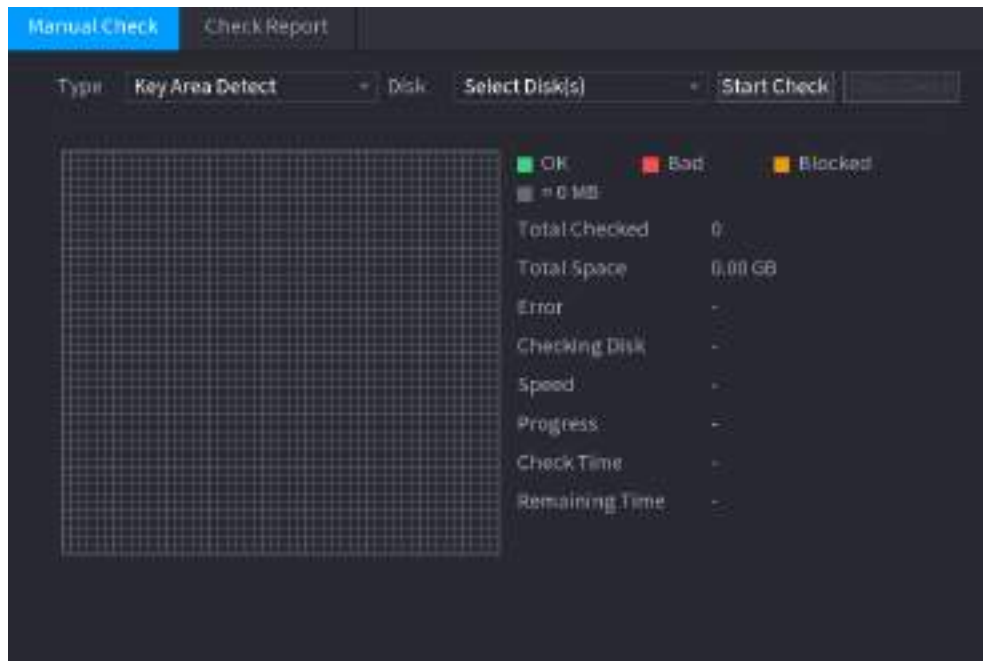 Manual Check Check Report
Type Key Area Detect Disk Select Disk(s) Start Check
OK Bad Blocked
= 0 MB
Total Checked 0
Total Space 0.00 GB
Error -
Checking Disk -
Speed -
Progress -
Check Time -
Remaining Time -